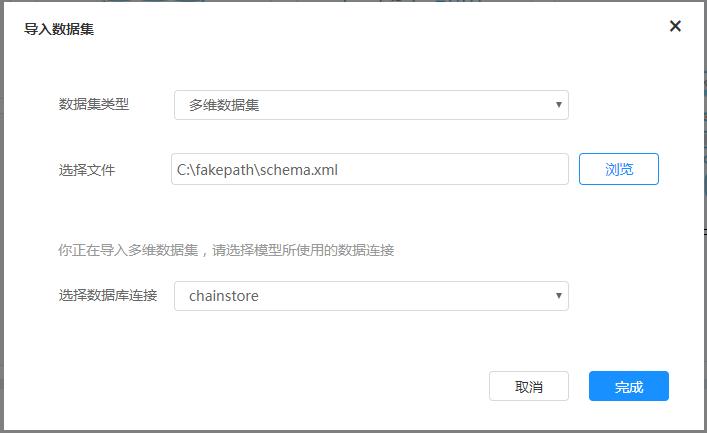 导入数据集 ×
数据集类型 多维数据集
选择文件 C:\fakepath\schema.xml 浏览
你正在导入多维数据集，请选择模型所使用的数据连接
选择数据库连接 chainstore
取消 完成